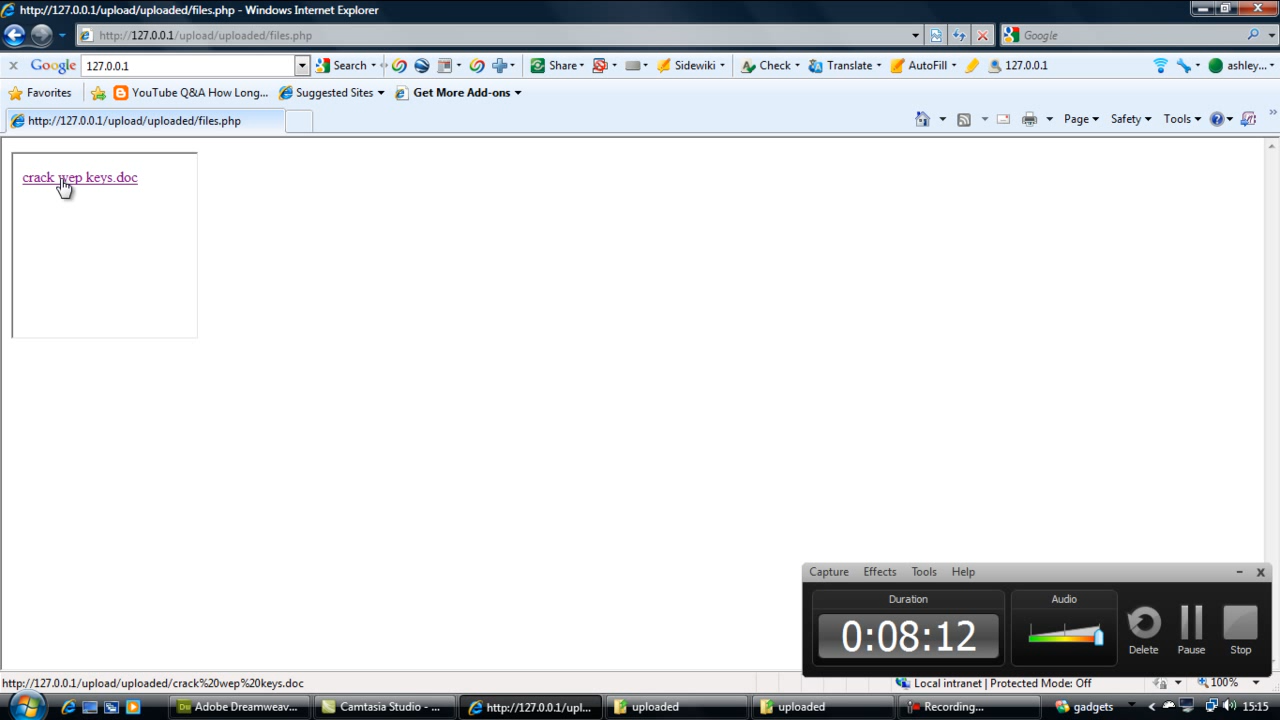 http://127.0.0.1/upload/uploaded/files.php - Windows Internet Explorer
http://127.0.0.1/upload/uploaded/files.php
Google
Google 127.0.0.1 Search Share Sidewiki Check Translate AutoFill 127.0.0.1 ashley...
Favorites YouTube Q&A How Long... Suggested Sites Get More Add-ons
http://127.0.0.1/upload/uploaded/files.php Page Safety Tools
crack wep keys.doc
Capture Effects Tools Help
Duration Audio
0:08:12
Delete Pause Stop
http://127.0.0.1/upload/uploaded/crack%20wep%20keys.doc Local intranet | Protected Mode: Off 100%
Adobe Dreamweav... Camtasia Studio - ... http://127.0.0.1/upl... uploaded uploaded Recording... gadgets 15:15